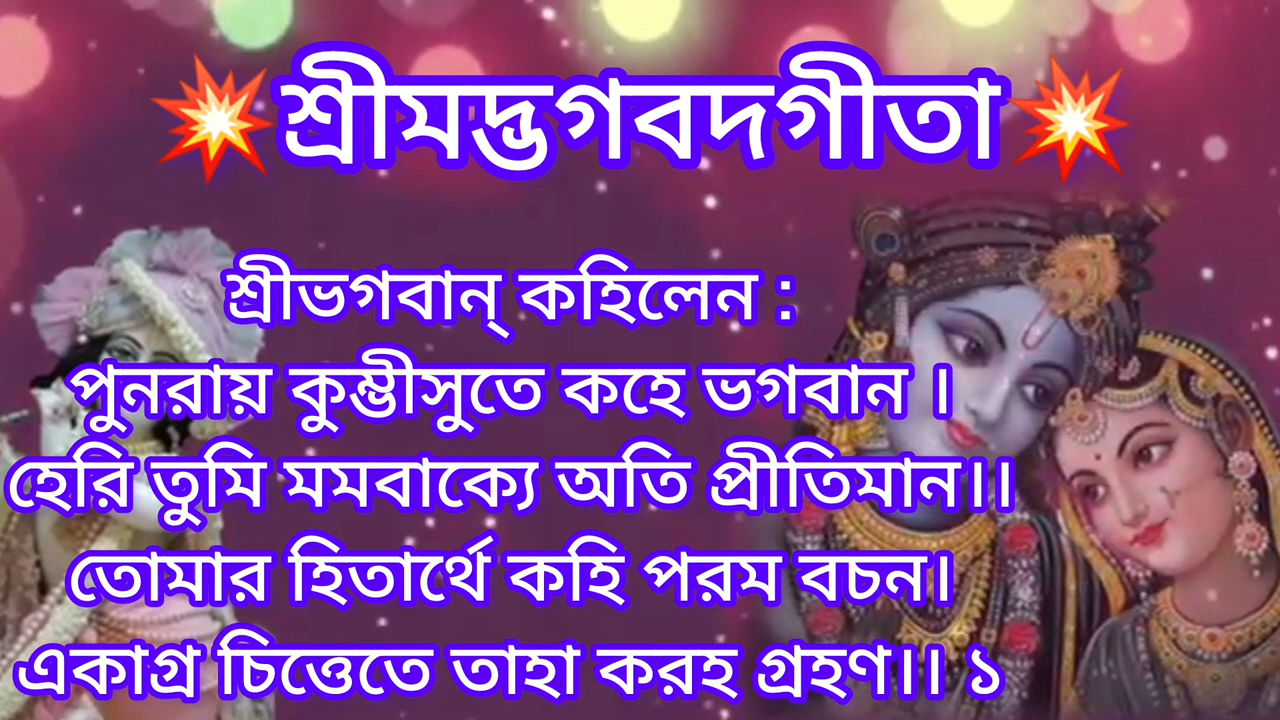 💥শ্রীমদ্ভগবদগীতা💥
শ্রীভগবান্ কহিলেন :
পুনরায় কুম্ভীসুতে কহে ভগবান ।
হেরি তুমি মমবাক্যে অতি প্রীতিমান।।
তোমার হিতার্থে কহি পরম বচন।
একাগ্র চিত্তেতে তাহা করহ গ্রহণ।। ১